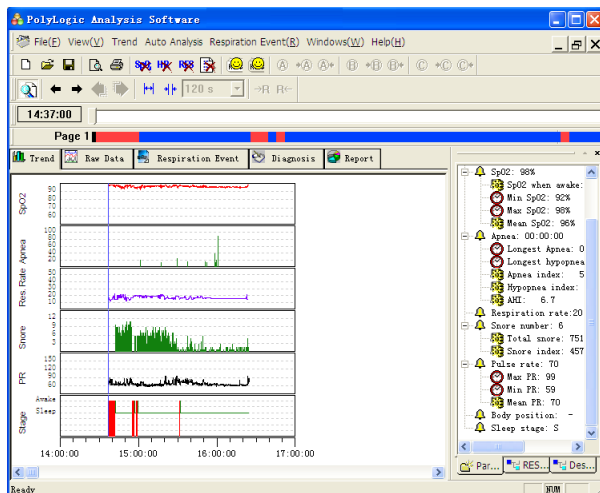 PolyLogic Analysis Software
File(F) View(V) Trend Auto Analysis Respiration Event(R) Windows(W) Help(H)
SpO2 HR RES A +A A+ B +B B+ C +C C+
120 s →R R←
14:37:00
Page 1
Trend Raw Data Respiration Event Diagnosis Report
SpO2
90
80
70
60
Apnea
100
80
60
40
20
Res. Rate
50
40
30
20
10
Snore
12
9
6
3
PR
150
120
90
60
Stage
Awake
Sleep
14:00:00 15:00:00 16:00:00 17:00:00
SpO2: 98%
SpO2 when awake:
Min SpO2: 92%
Max SpO2: 98%
Mean SpO2: 96%
Apnea: 00:00:00
Longest Apnea: 0
Longest hypopnea
Apnea index: 5
Hypopnea index:
AHI: 6.7
Respiration rate:20
Snore number: 6
Total snore: 751
Snore index: 457
Pulse rate: 70
Max PR: 99
Min PR: 59
Mean PR: 70
Body position: -
Sleep stage: S
Par... RES... Des...
Ready NUM